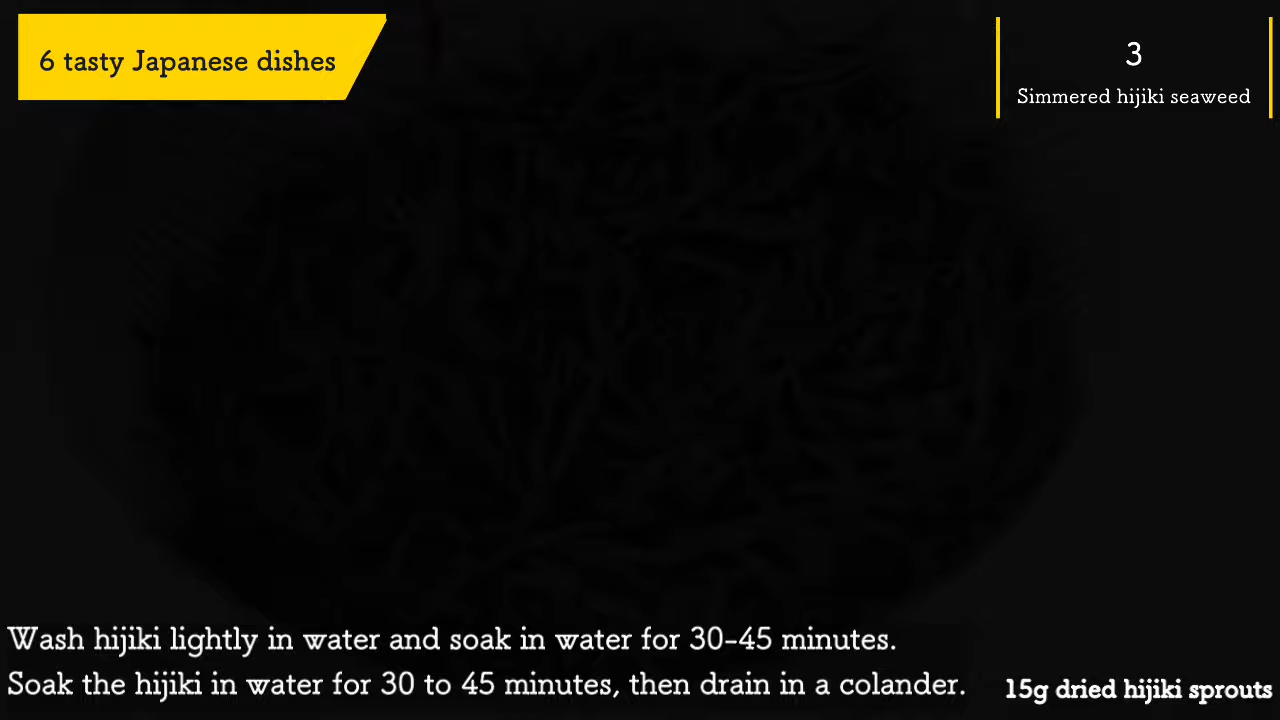 6 tasty Japanese dishes
3
Simmered hijiki seaweed
Wash hijiki lightly in water and soak in water for 30-45 minutes.
Soak the hijiki in water for 30 to 45 minutes, then drain in a colander.
15g dried hijiki sprouts